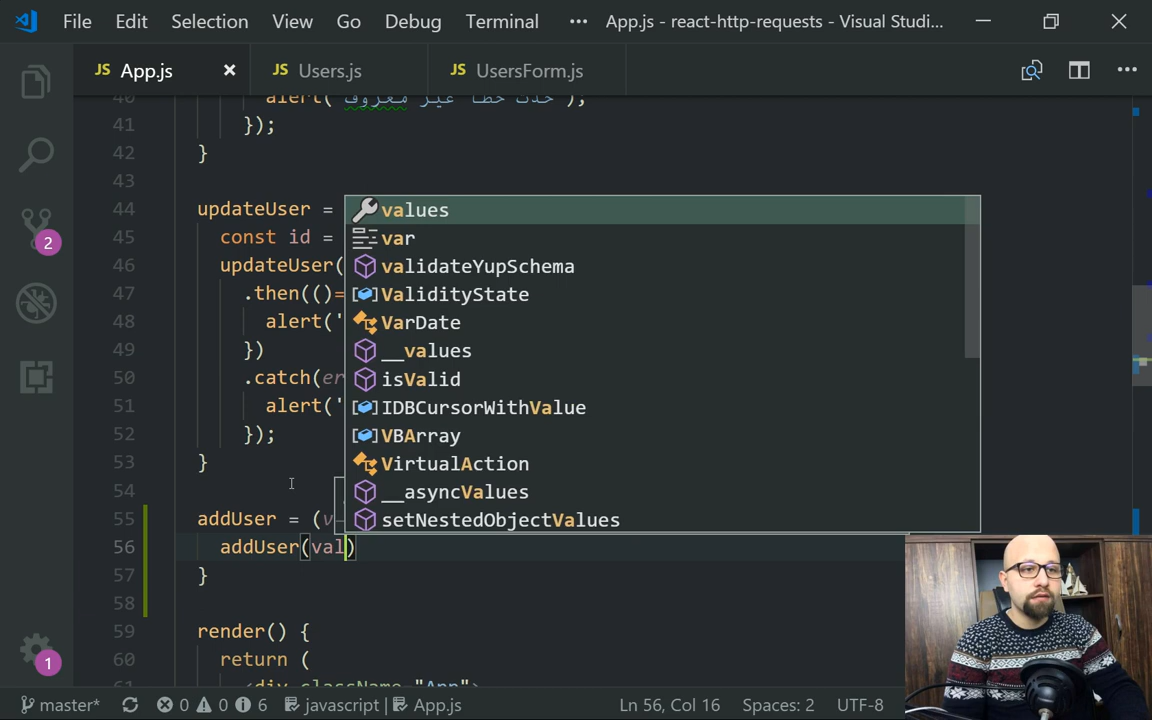 File Edit Selection View Go Debug Terminal ••• App.js - react-http-requests - Visual Studi...
JS App.js JS Users.js JS UsersForm.js •••
40 alert(' حدث خطأ غير معروف ');
41 });
42 }
43
44 updateUser =
45 const id =
46 updateUser(
47 .then(()=
48 alert('
49 })
50 .catch(er
51 alert('
52 });
53 }
54
55 addUser = (v
56 addUser(val)
57 }
58
59 render() {
60 return (
61 <div className="App">
values
var
validateYupSchema
ValidityState
VarDate
__values
isValid
IDBCursorWithValue
VBArray
VirtualAction
__asyncValues
setNestedObjectValues
2
1
master* 0 0 6 javascript | App.js Ln 56, Col 16 Spaces: 2 UTF-8